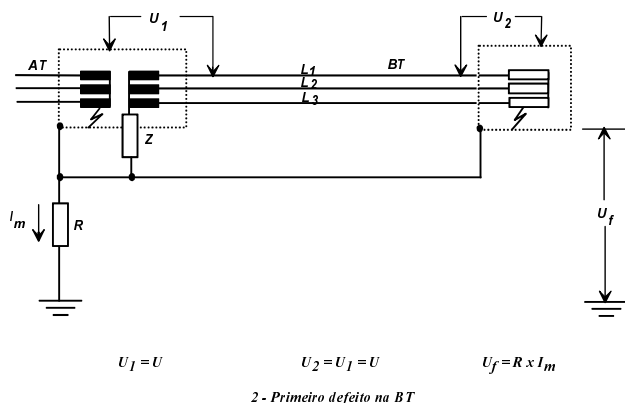 U1
U2
AT
L1
BT
L2
L3
Z
Im
R
Uf
U1 = U
U2 = U1 = U
Uf = R x Im
2 - Primeiro defeito na BT